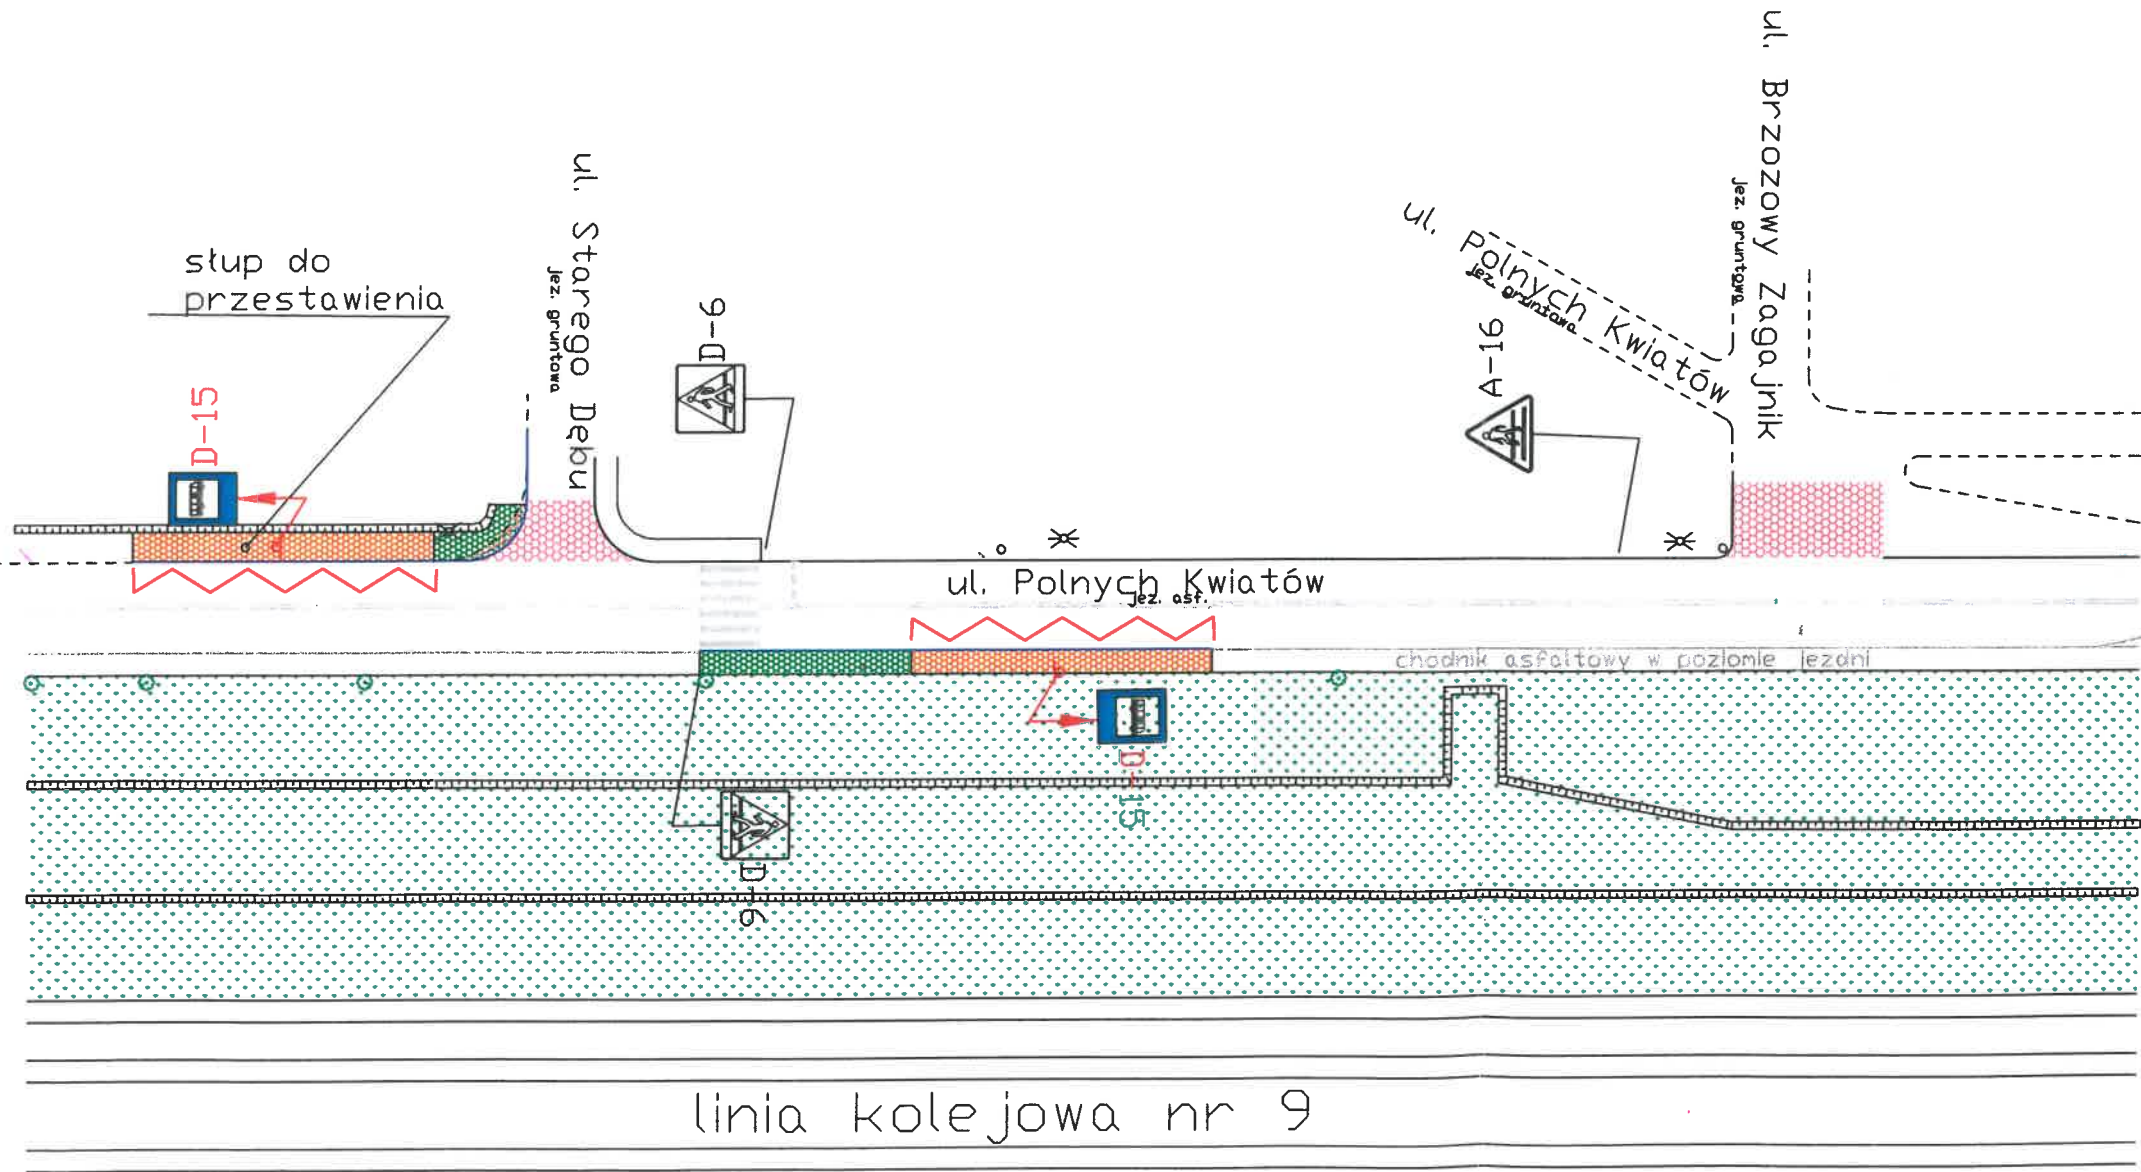 ul. Brzozowy Zagajnik
jez. gruntowa
ul. Starego Dębu
jez. gruntowa
ul. Polnych Kwiatów
jez. gruntowa
słup do
przestawienia
D-6
A-16
D-15
ul. Polnych Kwiatów
jez. asf.
chodnik asfaltowy w poziomie jezdni
D-15
D-6
linia kolejowa nr 9